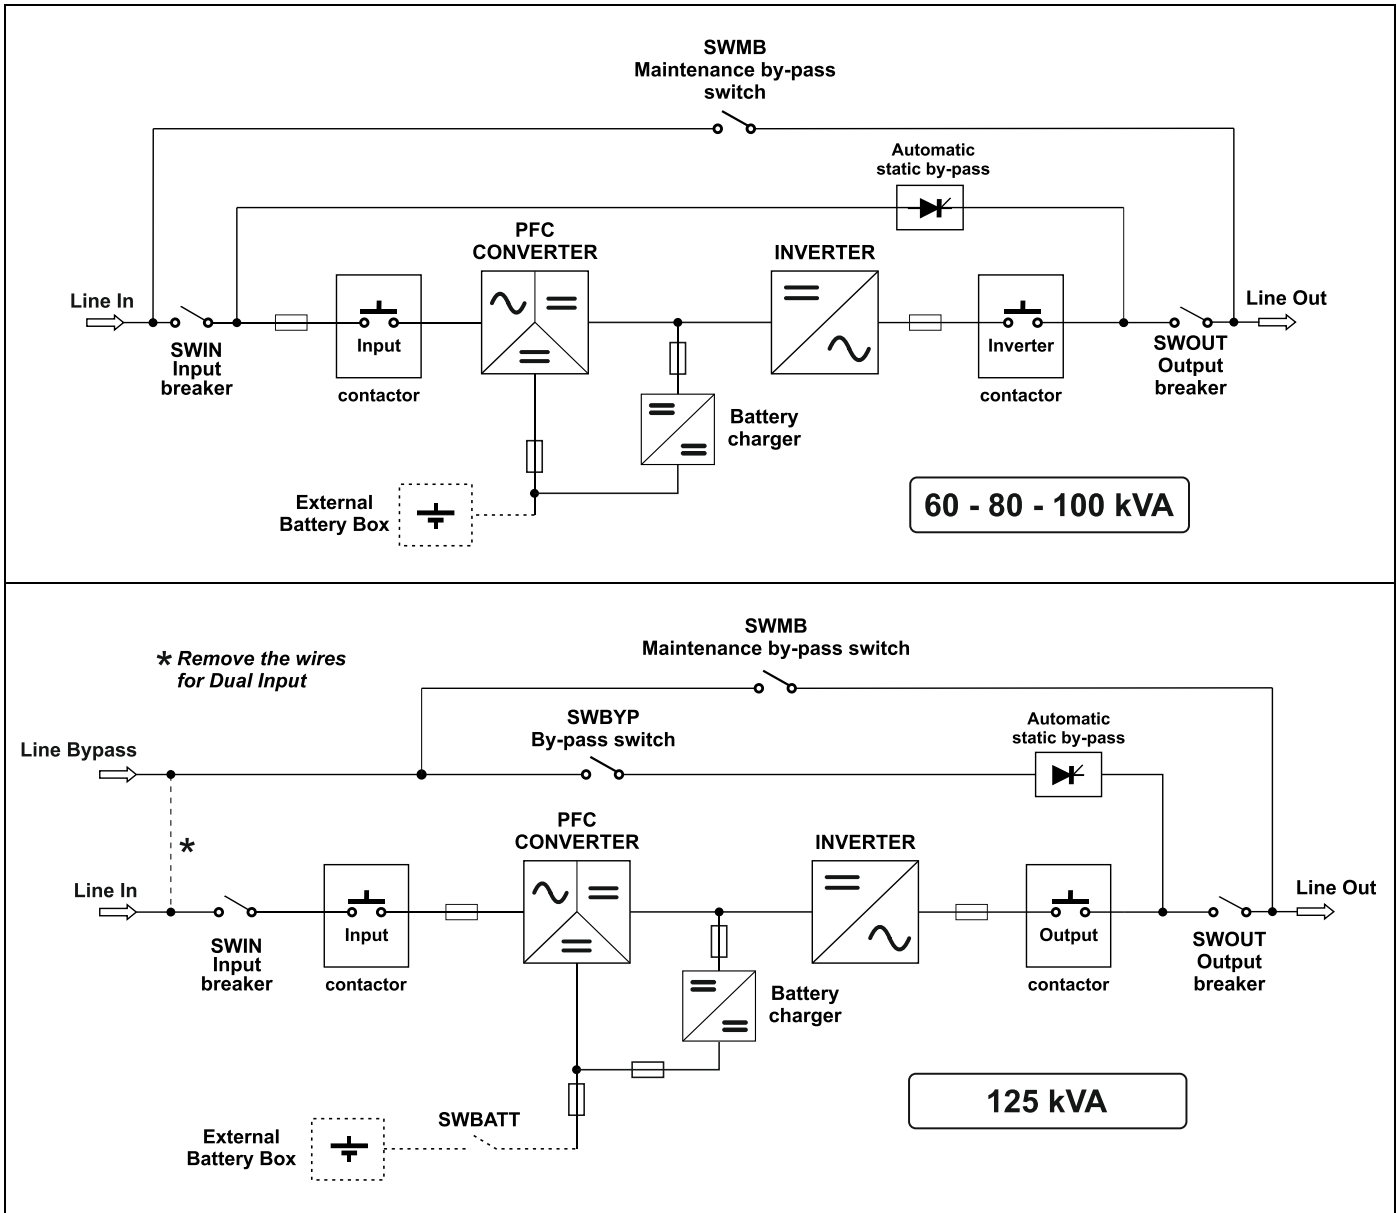 SWMB
Maintenance by-pass
switch
Automatic
static by-pass
PFC
CONVERTER
INVERTER
Line In
Line Out
SWIN
Input
breaker
Input
contactor
Inverter
contactor
SWOUT
Output
breaker
Battery
charger
External
Battery Box
60 - 80 - 100 kVA
SWMB
Maintenance by-pass switch
* Remove the wires
for Dual Input
SWBYP
By-pass switch
Automatic
static by-pass
Line Bypass
PFC
CONVERTER
INVERTER
*
Line In
Line Out
SWIN
Input
breaker
Input
contactor
Output
contactor
SWOUT
Output
breaker
Battery
charger
SWBATT
External
Battery Box
125 kVA